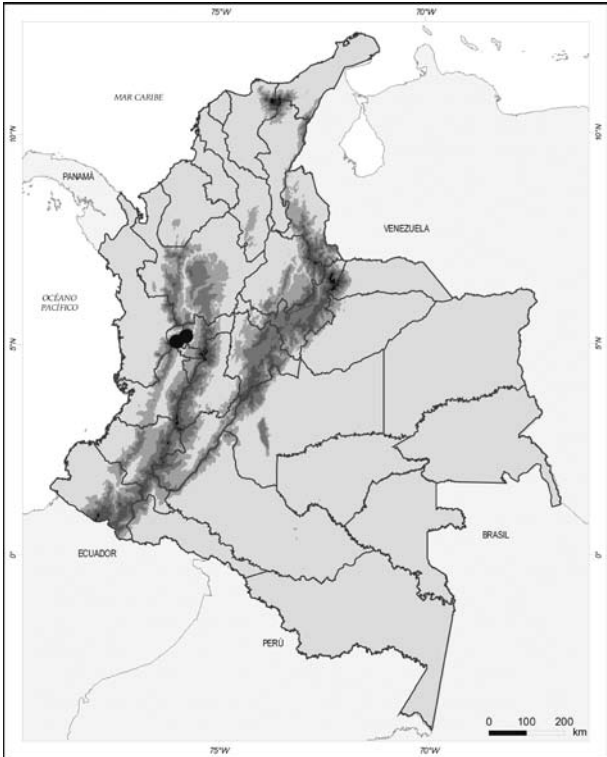 75°W 70°W
MAR CARIBE
10°N 10°N
PANAMÁ
VENEZUELA
OCÉANO
PACÍFICO
5°N 5°N
ECUADOR
BRASIL
0° 0°
PERÚ
0 100 200
km
75°W 70°W